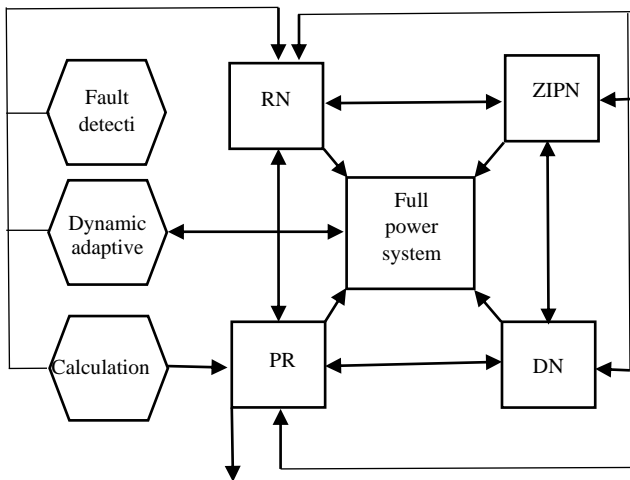 RN
ZIPN
Fault
detecti
Full
power
system
Dynamic
adaptive
Calculation
PR
DN